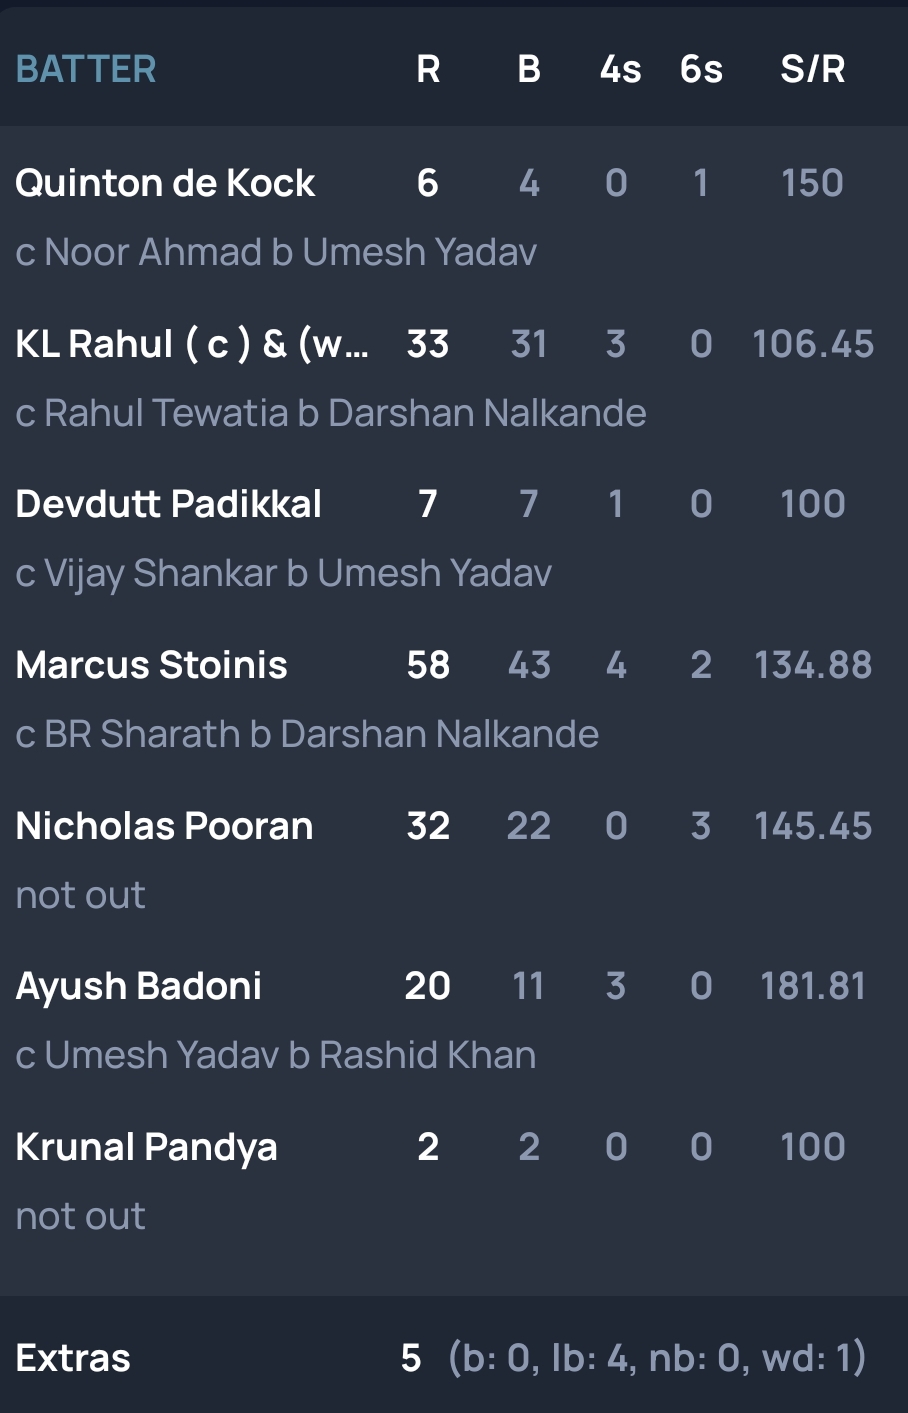 BATTER R B 4s 6s S/R
Quinton de Kock 6 4 0 1 150
c Noor Ahmad b Umesh Yadav
KL Rahul ( c ) & (w... 33 31 3 0 106.45
c Rahul Tewatia b Darshan Nalkande
Devdutt Padikkal 7 7 1 0 100
c Vijay Shankar b Umesh Yadav
Marcus Stoinis 58 43 4 2 134.88
c BR Sharath b Darshan Nalkande
Nicholas Pooran 32 22 0 3 145.45
not out
Ayush Badoni 20 11 3 0 181.81
c Umesh Yadav b Rashid Khan
Krunal Pandya 2 2 0 0 100
not out
Extras 5 (b: 0, lb: 4, nb: 0, wd: 1)